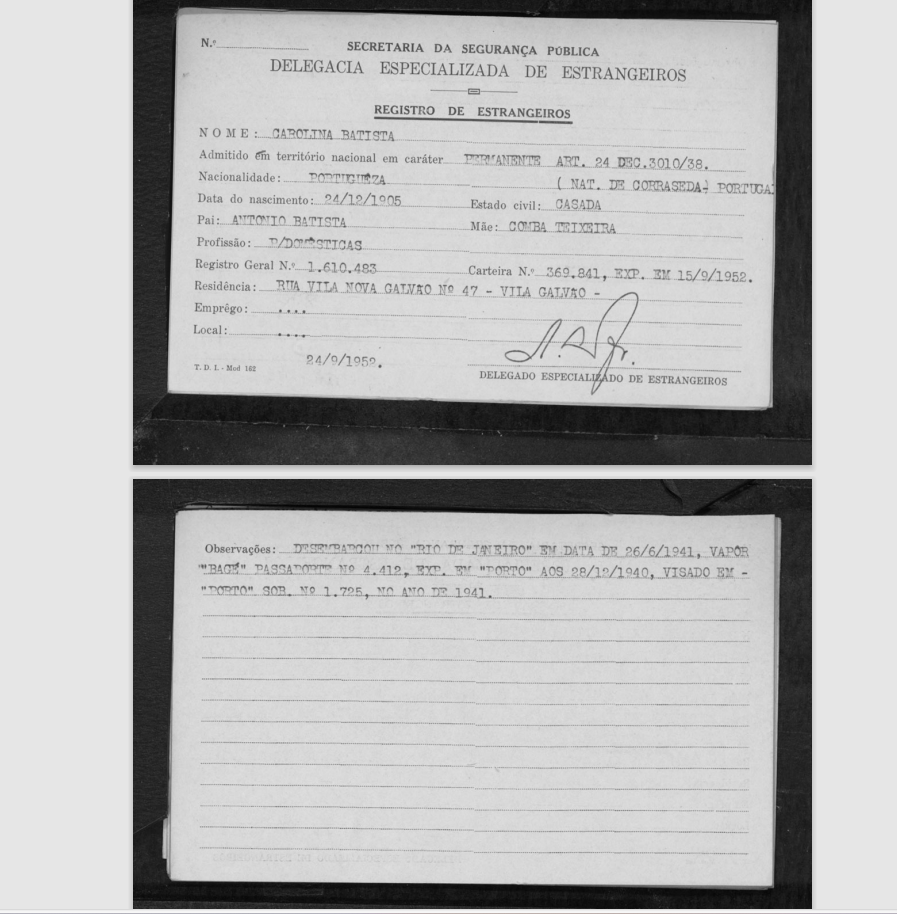 N.º
SECRETARIA DA SEGURANÇA PÚBLICA
DELEGACIA ESPECIALIZADA DE ESTRANGEIROS
REGISTRO DE ESTRANGEIROS
NOME: CAROLINA BATISTA
Admitido em território nacional em caráter PERMANENTE ART. 24 DEC.3010/38.
Nacionalidade: PORTUGUÊZA ( NAT. DE CORRASEDA- PORTUGA
Data do nascimento: 24/12/1905 Estado civil: CASADA
Pai: ANTONIO BATISTA Mãe: COMBA TEIXEIRA
Profissão: P/DOMÉSTICAS
Registro Geral N.º 1.610.483 Carteira N.º 369.841, EXP. EM 15/9/1952.
Residência: RUA VILA NOVA GALVÃO Nº 47 - VILA GALVÃO -
Emprêgo: ....
Local: ....
24/9/1952.
T. D. I. - Mod 162
DELEGADO ESPECIALIZADO DE ESTRANGEIROS
Observações: DESEMBARCOU NO "RIO DE JANEIRO" EM DATA DE 26/6/1941, VAPOR
"BAGÉ" PASSAPORTE Nº 4.412, EXP. EM "PORTO" AOS 28/12/1940, VISADO EM -
"PORTO" SOB. Nº 1.725, NO ANO DE 1941.